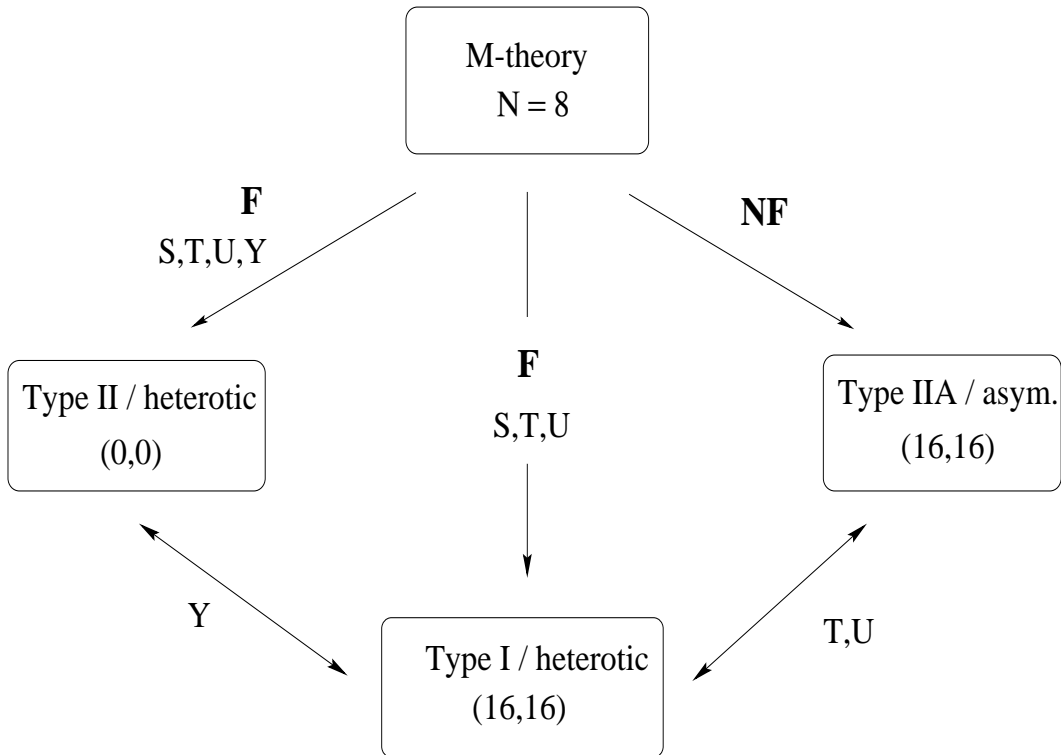 M-theory
N = 8
F
S,T,U,Y
NF
F
S,T,U
Type II / heterotic
(0,0)
Type IIA / asym.
(16,16)
Y
T,U
Type I / heterotic
(16,16)